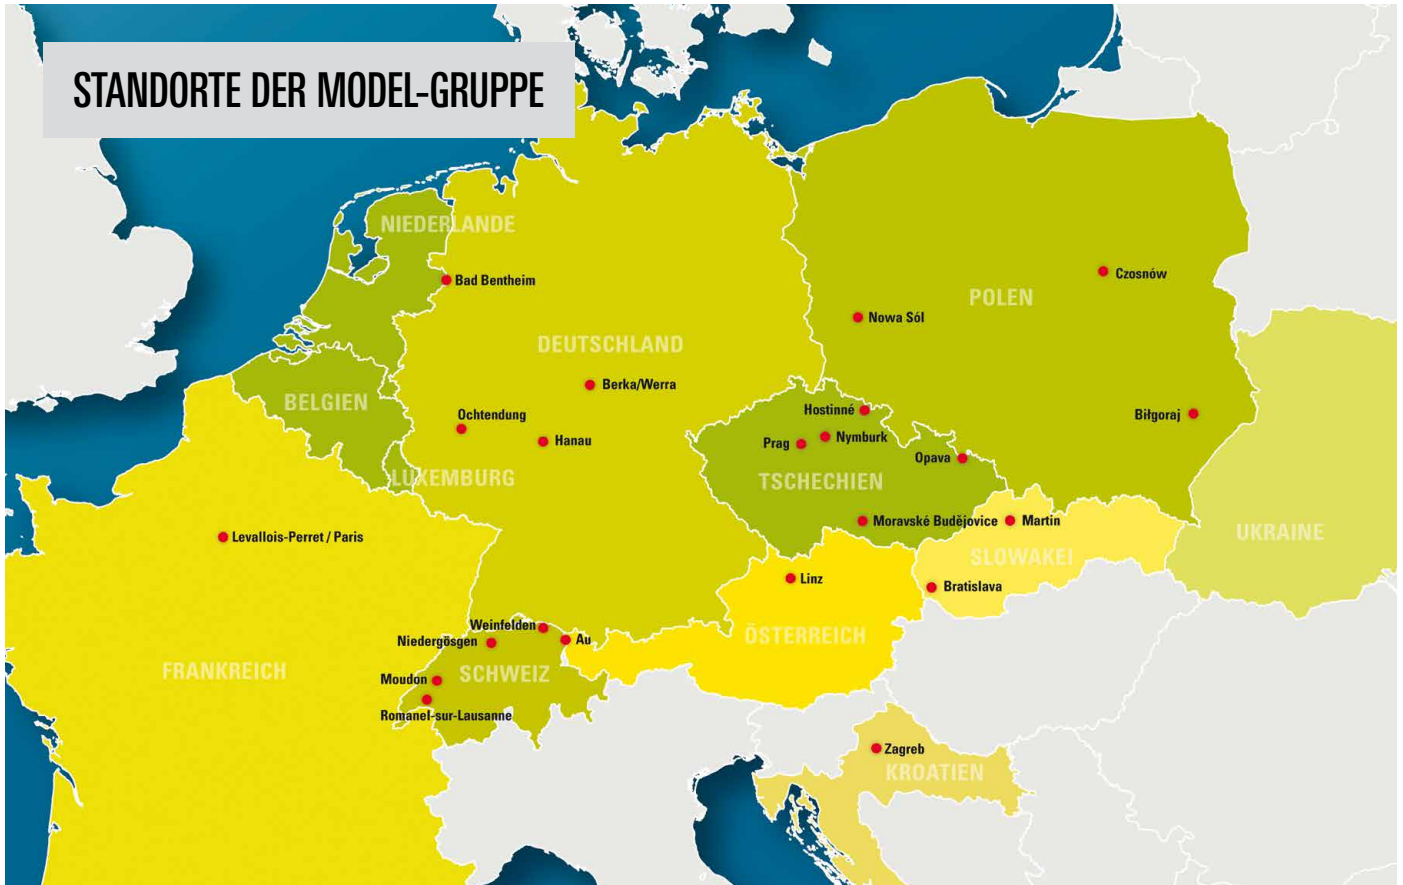 STANDORTE DER MODEL-GRUPPE
NIEDERLANDE
Bad Bentheim
Czosnów
POLEN
Nowa Sól
DEUTSCHLAND
Berka/Werra
BELGIEN
Ochtendung
Hanau
Hostinné
Biłgoraj
Prag
Nymburk
Opava
LUXEMBURG
TSCHECHIEN
Moravské Budějovice
Martin
UKRAINE
Levallois-Perret / Paris
SLOWAKEI
Linz
Bratislava
Weinfelden
Niedergösgen
Au
ÖSTERREICH
FRANKREICH
SCHWEIZ
Moudon
Romanel-sur-Lausanne
Zagreb
KROATIEN